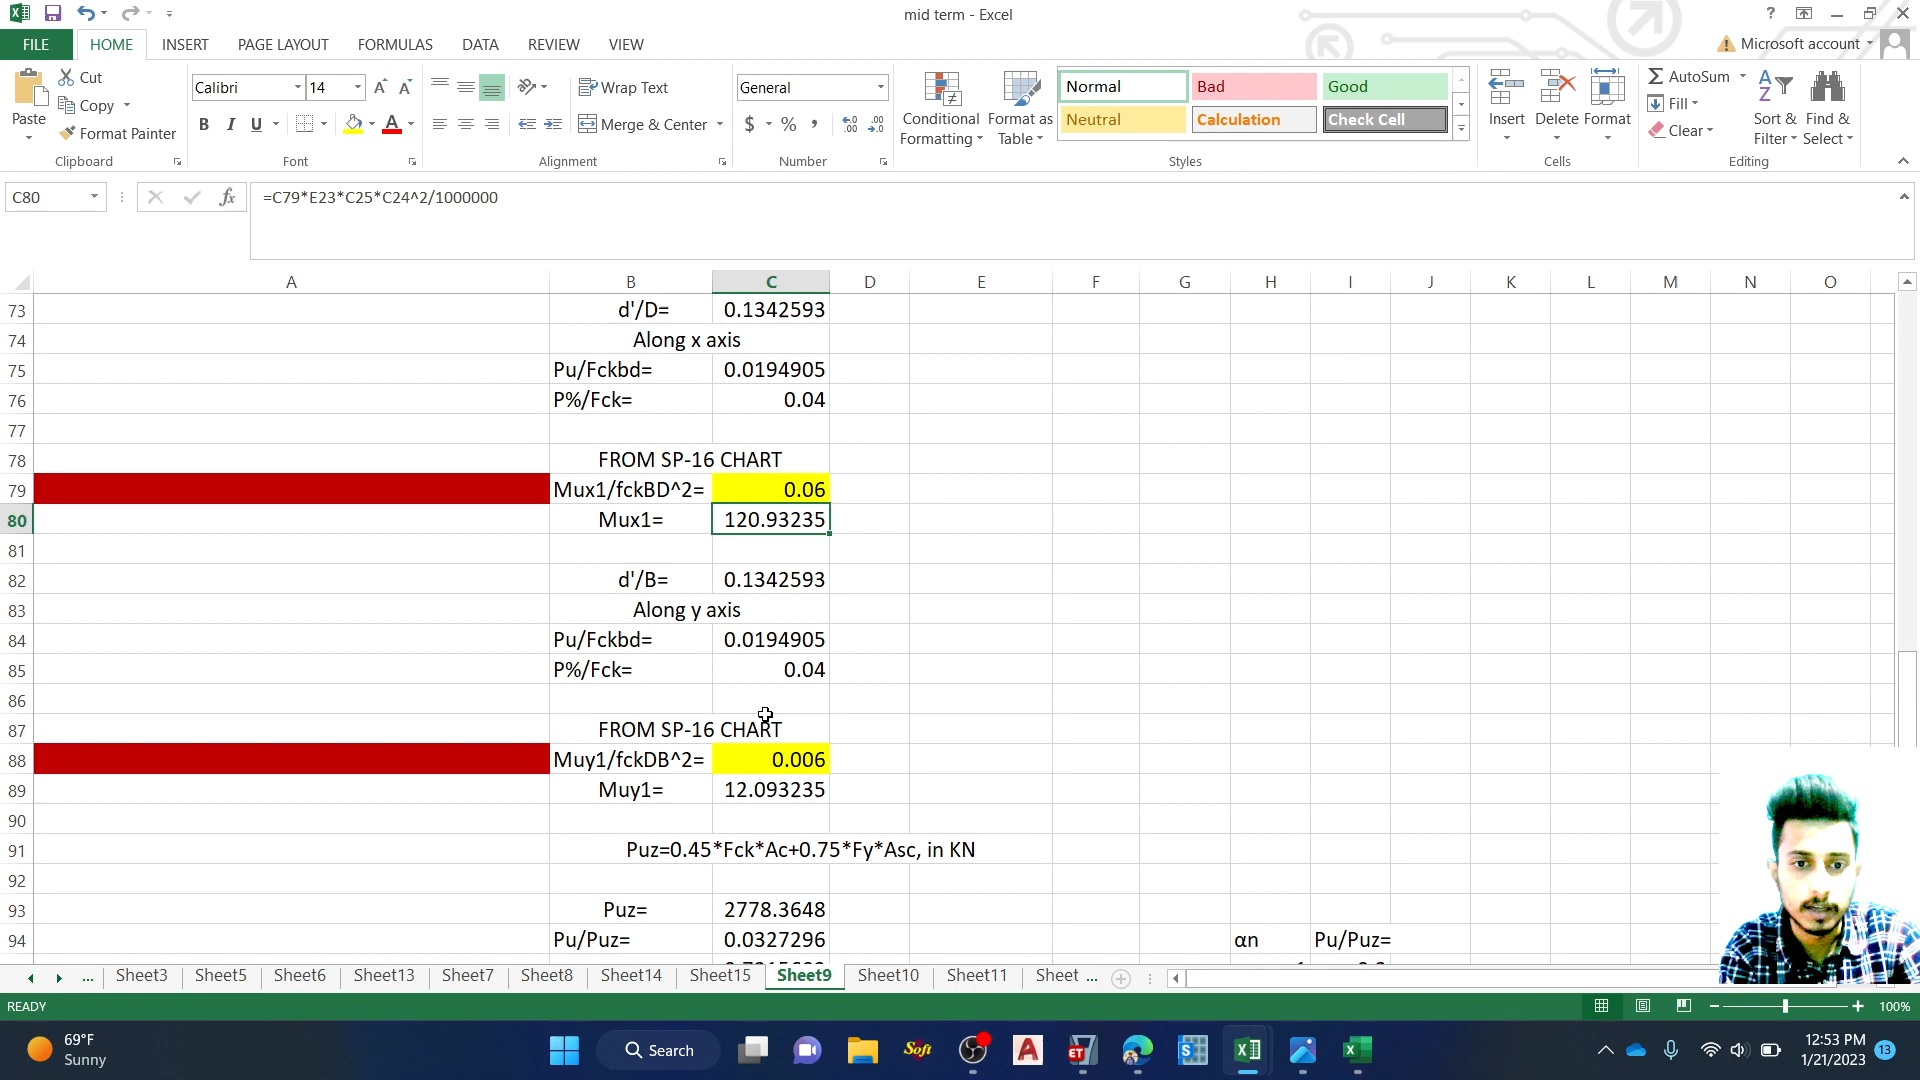 mid term - Excel
FILE HOME INSERT PAGE LAYOUT FORMULAS DATA REVIEW VIEW
Microsoft account
Paste
Cut
Copy
Format Painter
Clipboard
Calibri 14
B I U
Font
Wrap Text
Merge & Center
Alignment
General
$ % ,
Number
Conditional Formatting
Format as Table
Normal Bad Good
Neutral Calculation Check Cell
Styles
Insert Delete Format
Cells
AutoSum
Fill
Clear
Sort & Filter
Find & Select
Editing
C80 fx =C79*E23*C25*C24^2/1000000
A B C D E F G H I J K L M N O
73 d'/D= 0.1342593
74 Along x axis
75 Pu/Fckbd= 0.0194905
76 P%/Fck= 0.04
77
78 FROM SP-16 CHART
79 Mux1/fckBD^2= 0.06
80 Mux1= 120.93235
81
82 d'/B= 0.1342593
83 Along y axis
84 Pu/Fckbd= 0.0194905
85 P%/Fck= 0.04
86
87 FROM SP-16 CHART
88 Muy1/fckDB^2= 0.006
89 Muy1= 12.093235
90
91 Puz=0.45*Fck*Ac+0.75*Fy*Asc, in KN
92
93 Puz= 2778.3648
94 Pu/Puz= 0.0327296 αn Pu/Puz=
... Sheet3 Sheet5 Sheet6 Sheet13 Sheet7 Sheet8 Sheet14 Sheet15 Sheet9 Sheet10 Sheet11 Sheet ...
READY 100%
69°F
Sunny
Search
Soft
ET
12:53 PM
1/21/2023
13